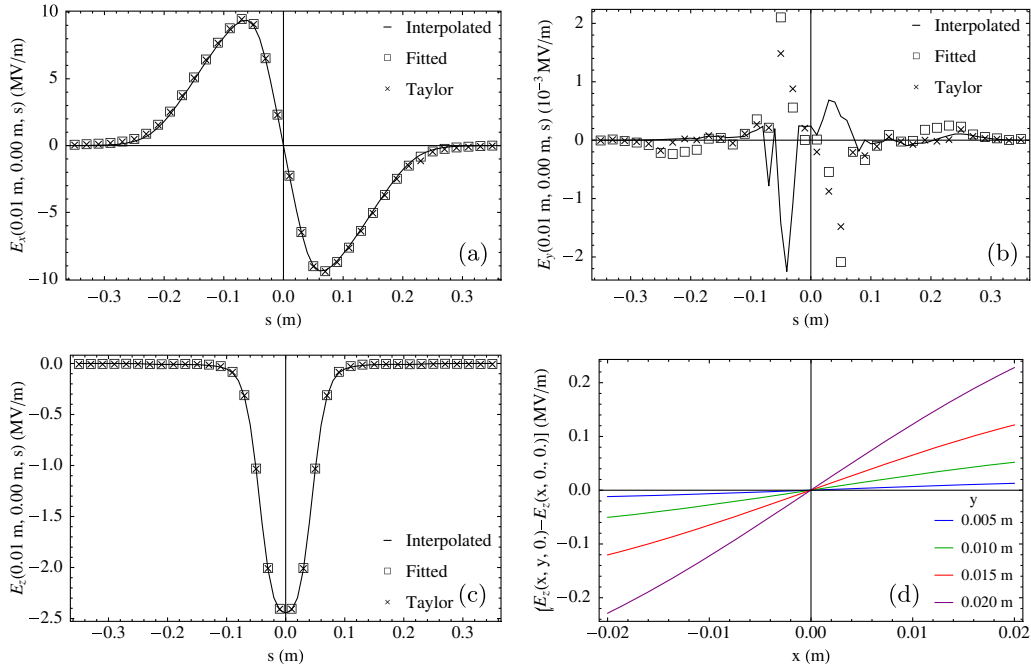 E_x(0.01 m, 0.00 m, s) (MV/m)
10
5
0
−5
−10
Interpolated
Fitted
Taylor
(a)
−0.3 −0.2 −0.1 0.0 0.1 0.2 0.3
s (m)
E_y(0.01 m, 0.00 m, s) (10^−3 MV/m)
2
1
0
−1
−2
Interpolated
Fitted
Taylor
(b)
−0.3 −0.2 −0.1 0.0 0.1 0.2 0.3
s (m)
E_z(0.01 m, 0.00 m, s) (MV/m)
0.0
−0.5
−1.0
−1.5
−2.0
−2.5
Interpolated
Fitted
Taylor
(c)
−0.3 −0.2 −0.1 0.0 0.1 0.2 0.3
s (m)
[E_z(x, y, 0.)−E_z(x, 0., 0.)] (MV/m)
0.2
0.1
0.0
−0.1
−0.2
y
0.005 m
0.010 m
0.015 m
0.020 m
(d)
−0.02 −0.01 0.00 0.01 0.02
x (m)